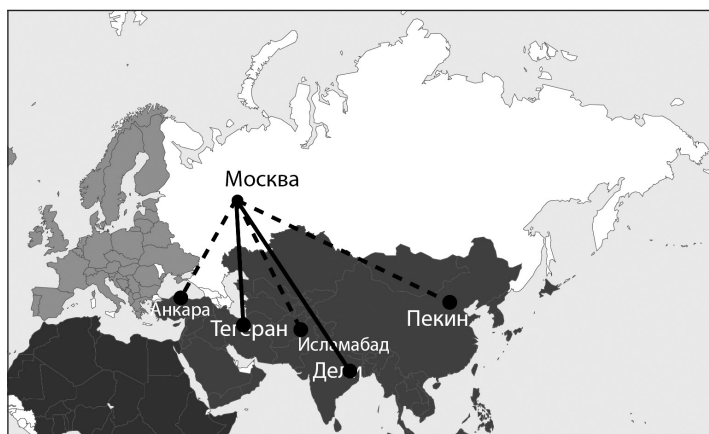 Москва
Анкара
Тегеран
Исламабад
Пекин
Дели